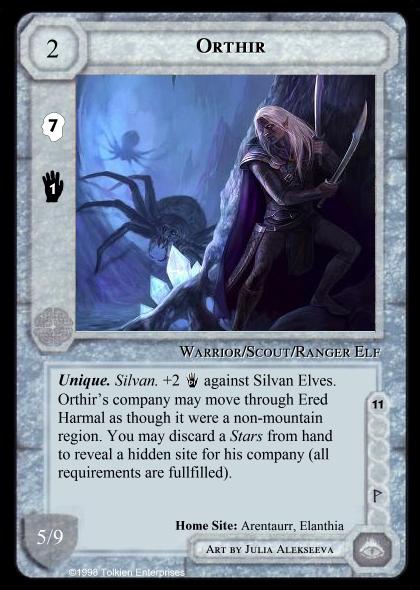 2
ORTHIR
7
1
WARRIOR/SCOUT/RANGER ELF
Unique. Silvan. +2 against Silvan Elves.
Orthir's company may move through Ered
Harmal as though it were a non-mountain
region. You may discard a Stars from hand
to reveal a hidden site for his company (all
requirements are fullfilled).
11
Home Site: Arentaurr, Elanthia
5/9
ART BY JULIA ALEKSEEVA
©1998 Tolkien Enterprises